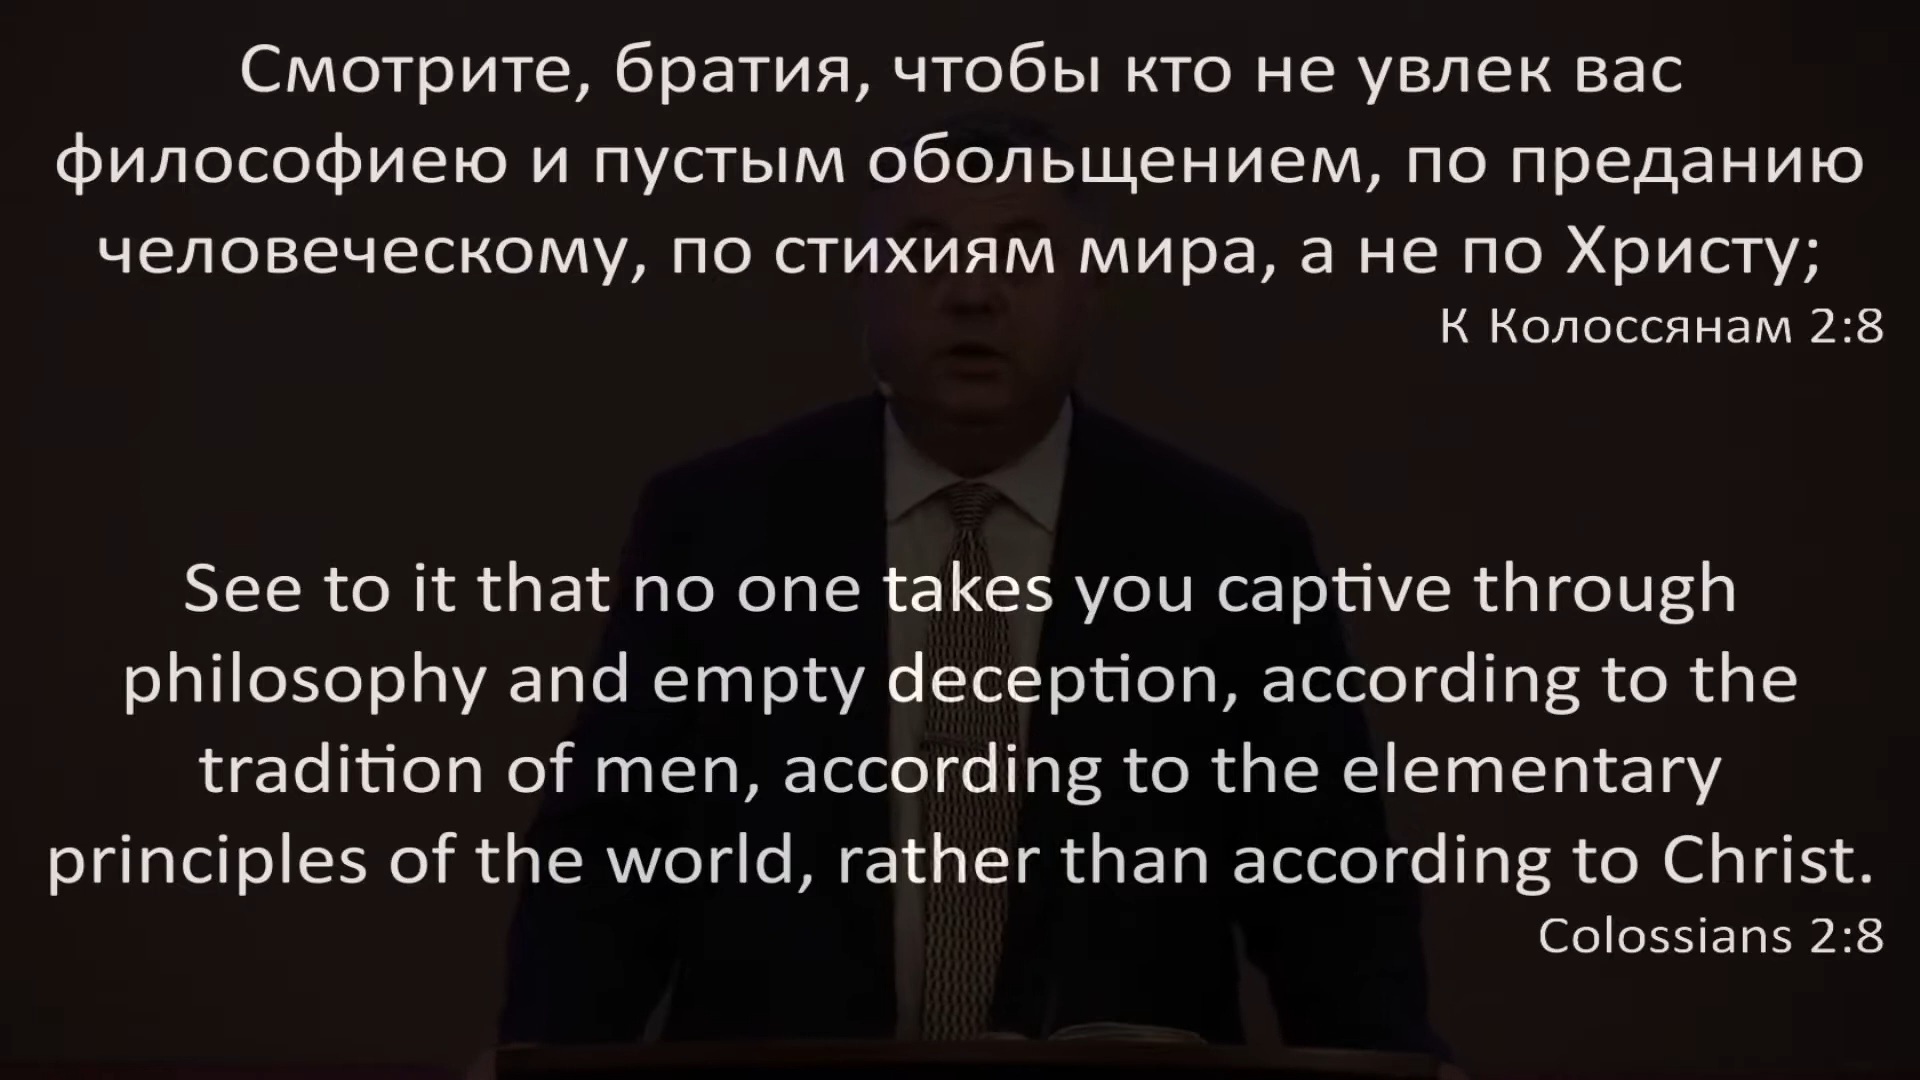 Смотрите, братия, чтобы кто не увлек вас
философиею и пустым обольщением, по преданию
человеческому, по стихиям мира, а не по Христу;
К Колоссянам 2:8
See to it that no one takes you captive through
philosophy and empty deception, according to the
tradition of men, according to the elementary
principles of the world, rather than according to Christ.
Colossians 2:8